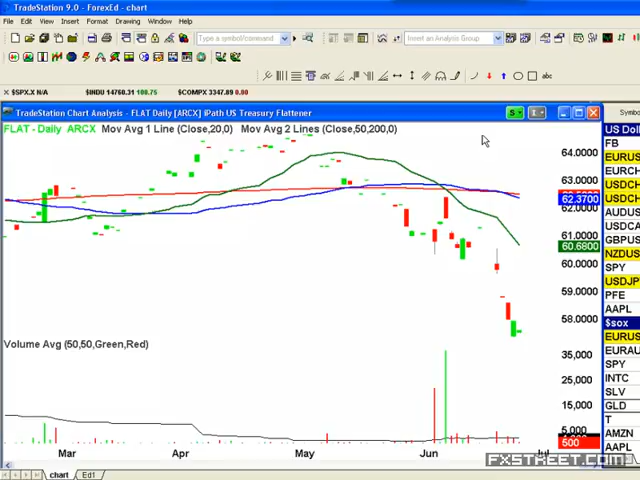 TradeStation 9.0 - ForexEd - chart
File Edit View Insert Format Drawing Window Help
Type a symbol/command
Insert an Analysis Group
$SPX.X N/A $INDU 14760.31 100.75 $COMPX 3347.89 0.00
TradeStation Chart Analysis - FLAT Daily [ARCX] iPath US Treasury Flattener
FLAT - Daily ARCX Mov Avg 1 Line (Close,20,0) Mov Avg 2 Lines (Close,50,200,0)
64.0000
63.0000
62.3700
62.0000
61.0000
60.6800
60.0000
59.0000
58.0000
Volume Avg (50,50,Green,Red)
35,000
25,000
15,000
5,000
500
Mar Apr May Jun Jul
chart Ed1
Symbo
US Doll
FB
EURUS
EURCH
USDCH
USDCH
AUDUS
USDCA
GBPUS
NZDUS
SPY
USDJP
PFE
AAPL
$sox
EURUS
EURAU
SPY
INTC
SLV
GLD
T
AMZN
AAPL
FXSTREET.COM